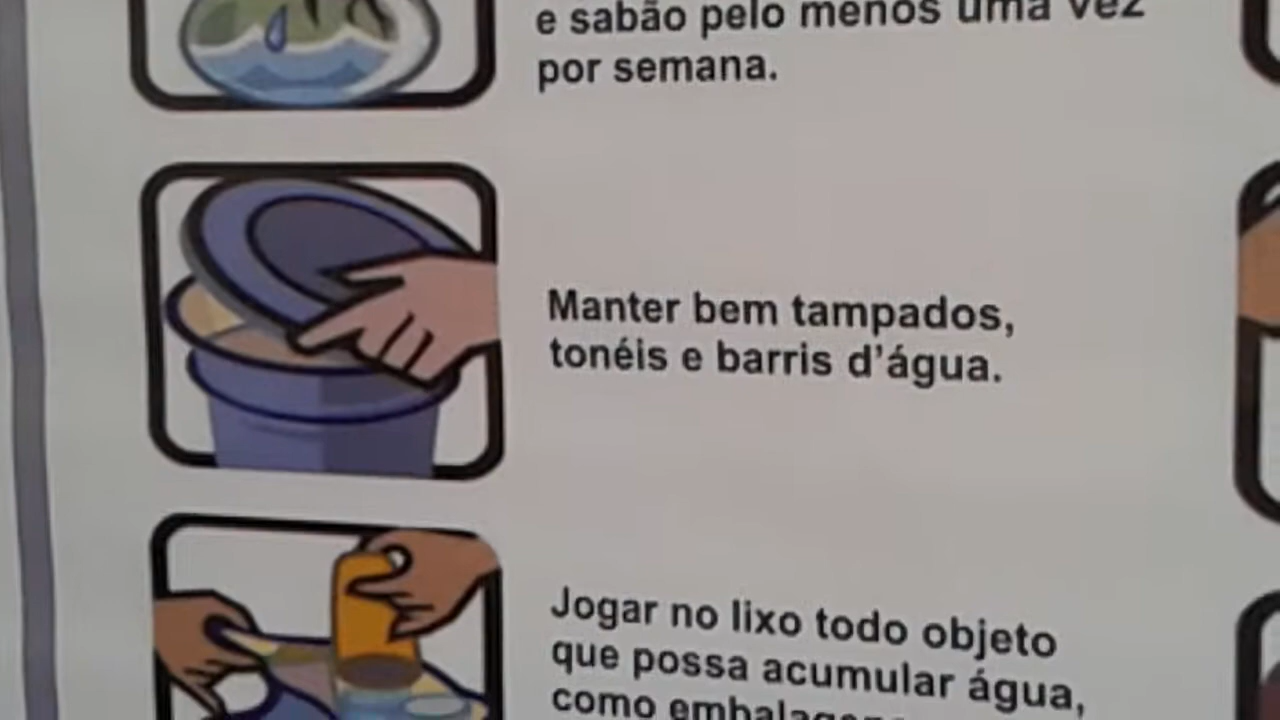 e sabão pelo menos uma vez
por semana.
Manter bem tampados,
tonéis e barris d'água.
Jogar no lixo todo objeto
que possa acumular água,
como